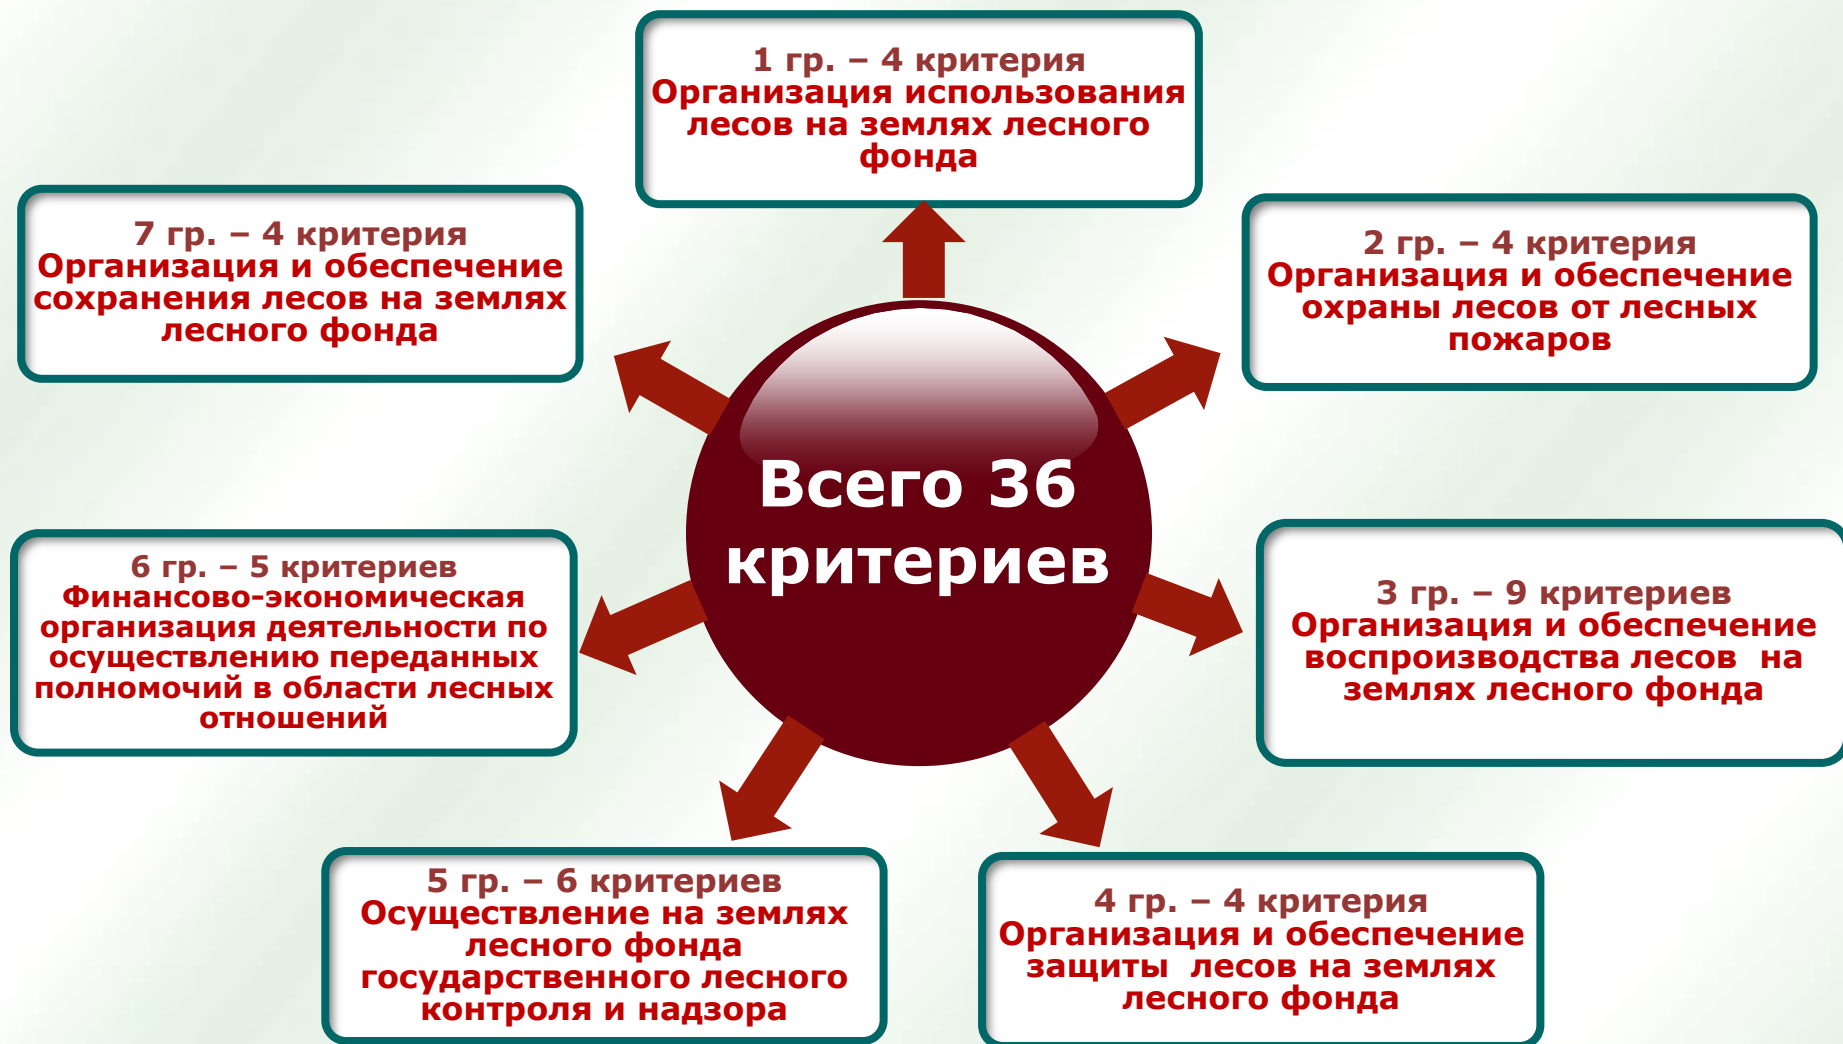 1 гр. – 4 критерия
Организация использования
лесов на землях лесного
фонда
7 гр. – 4 критерия
Организация и обеспечение
сохранения лесов на землях
лесного фонда
2 гр. – 4 критерия
Организация и обеспечение
охраны лесов от лесных
пожаров
Всего 36
критериев
6 гр. – 5 критериев
Финансово-экономическая
организация деятельности по
осуществлению переданных
полномочий в области лесных
отношений
3 гр. – 9 критериев
Организация и обеспечение
воспроизводства лесов на
землях лесного фонда
5 гр. – 6 критериев
Осуществление на землях
лесного фонда
государственного лесного
контроля и надзора
4 гр. – 4 критерия
Организация и обеспечение
защиты лесов на землях
лесного фонда